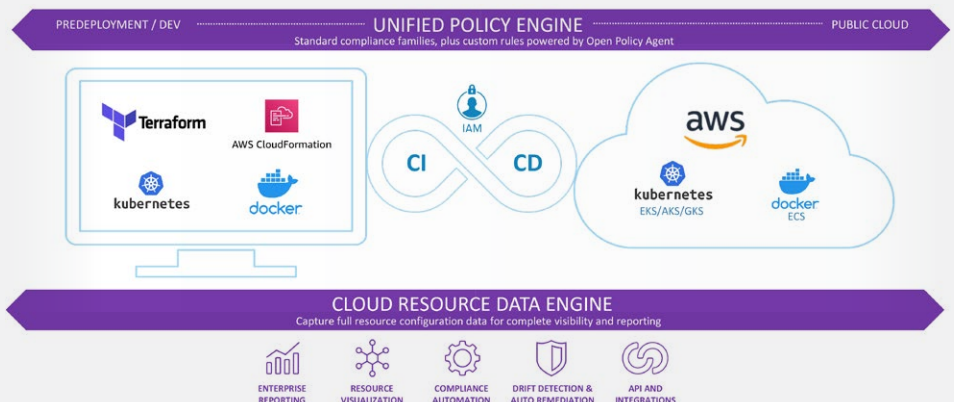 PREDEPLOYMENT / DEV
UNIFIED POLICY ENGINE
PUBLIC CLOUD
Standard compliance families, plus custom rules powered by Open Policy Agent
Terraform
AWS CloudFormation
kubernetes
docker
IAM
CI
CD
aws
kubernetes
EKS/AKS/GKS
docker
ECS
CLOUD RESOURCE DATA ENGINE
Capture full resource configuration data for complete visibility and reporting
ENTERPRISE
REPORTING
RESOURCE
VISUALIZATION
COMPLIANCE
AUTOMATION
DRIFT DETECTION &
AUTO REMEDIATION
API AND
INTEGRATIONS